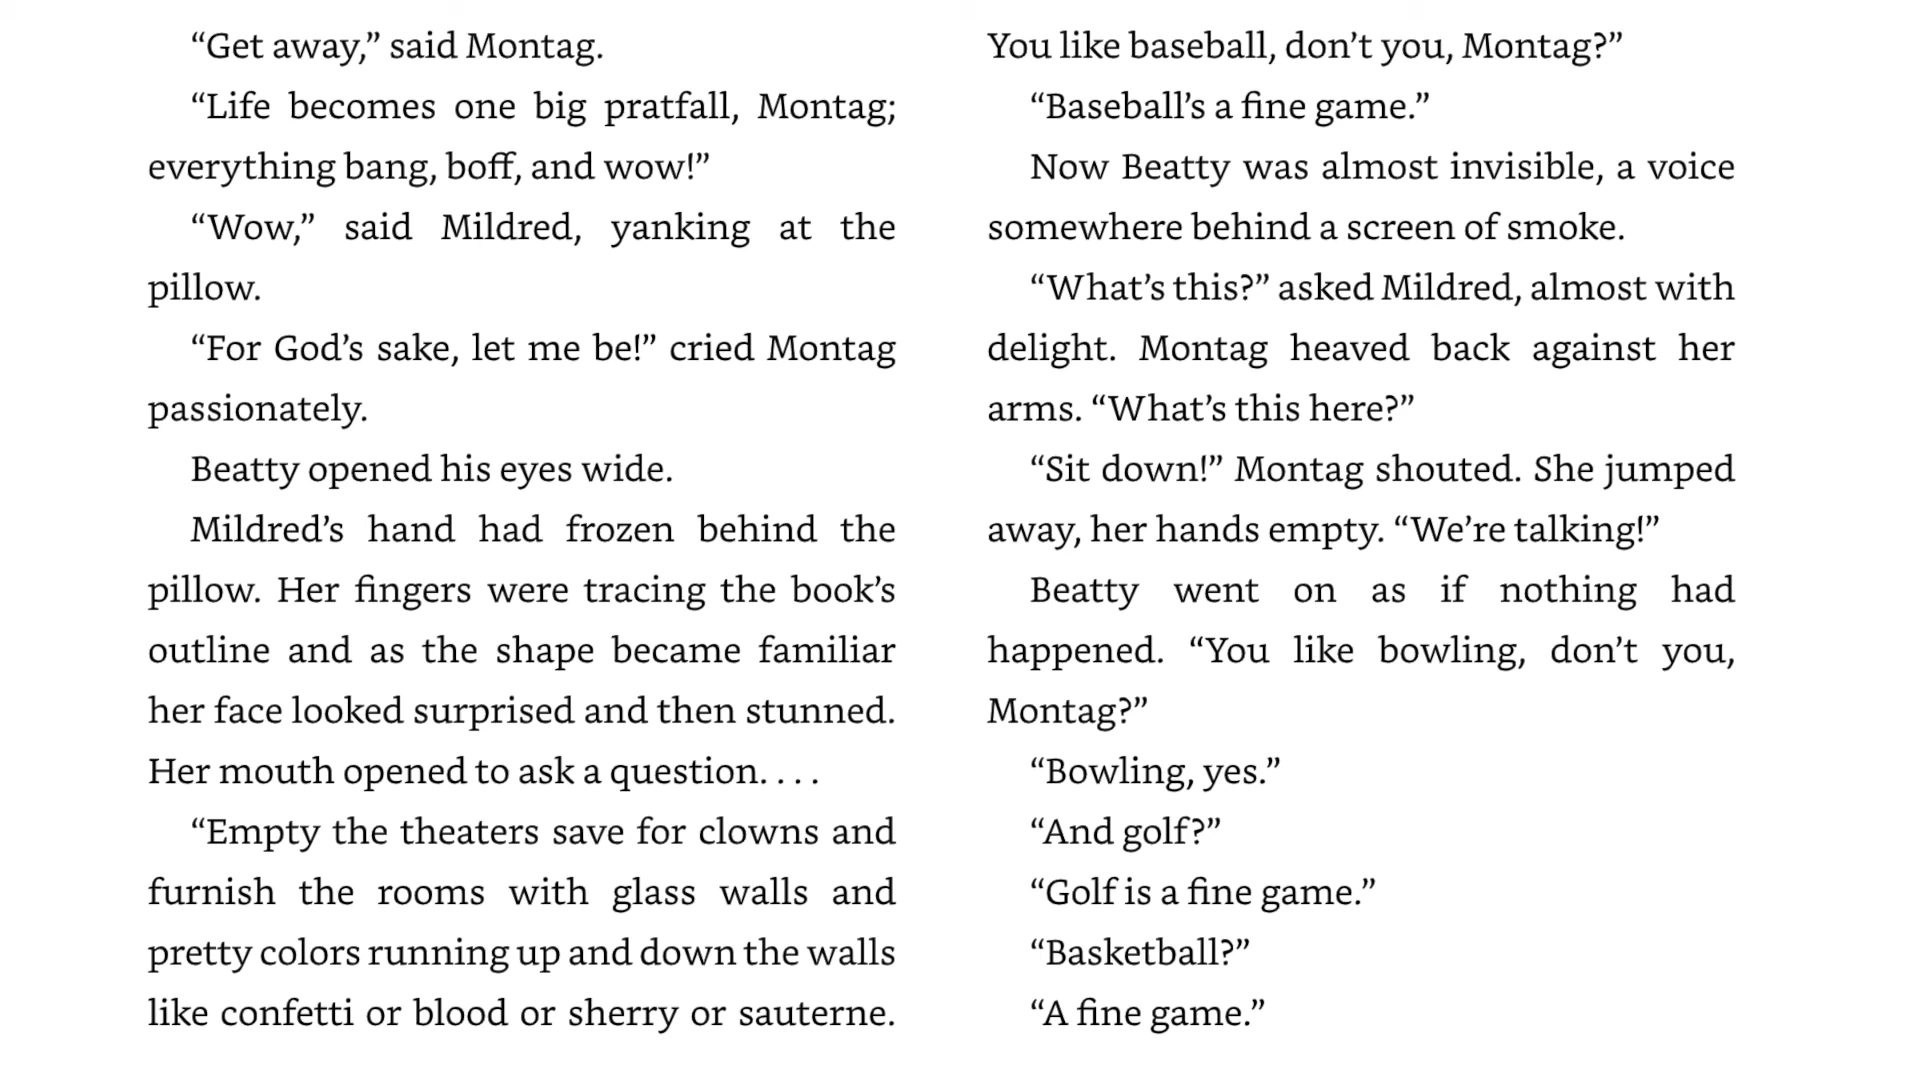 “Get away,” said Montag.
“Life becomes one big pratfall, Montag;
everything bang, boff, and wow!”
“Wow,” said Mildred, yanking at the
pillow.
“For God’s sake, let me be!” cried Montag
passionately.
Beatty opened his eyes wide.
Mildred’s hand had frozen behind the
pillow. Her fingers were tracing the book’s
outline and as the shape became familiar
her face looked surprised and then stunned.
Her mouth opened to ask a question. . . .
“Empty the theaters save for clowns and
furnish the rooms with glass walls and
pretty colors running up and down the walls
like confetti or blood or sherry or sauterne.
You like baseball, don’t you, Montag?”
“Baseball’s a fine game.”
Now Beatty was almost invisible, a voice
somewhere behind a screen of smoke.
“What’s this?” asked Mildred, almost with
delight. Montag heaved back against her
arms. “What’s this here?”
“Sit down!” Montag shouted. She jumped
away, her hands empty. “We’re talking!”
Beatty went on as if nothing had
happened. “You like bowling, don’t you,
Montag?”
“Bowling, yes.”
“And golf?”
“Golf is a fine game.”
“Basketball?”
“A fine game.”